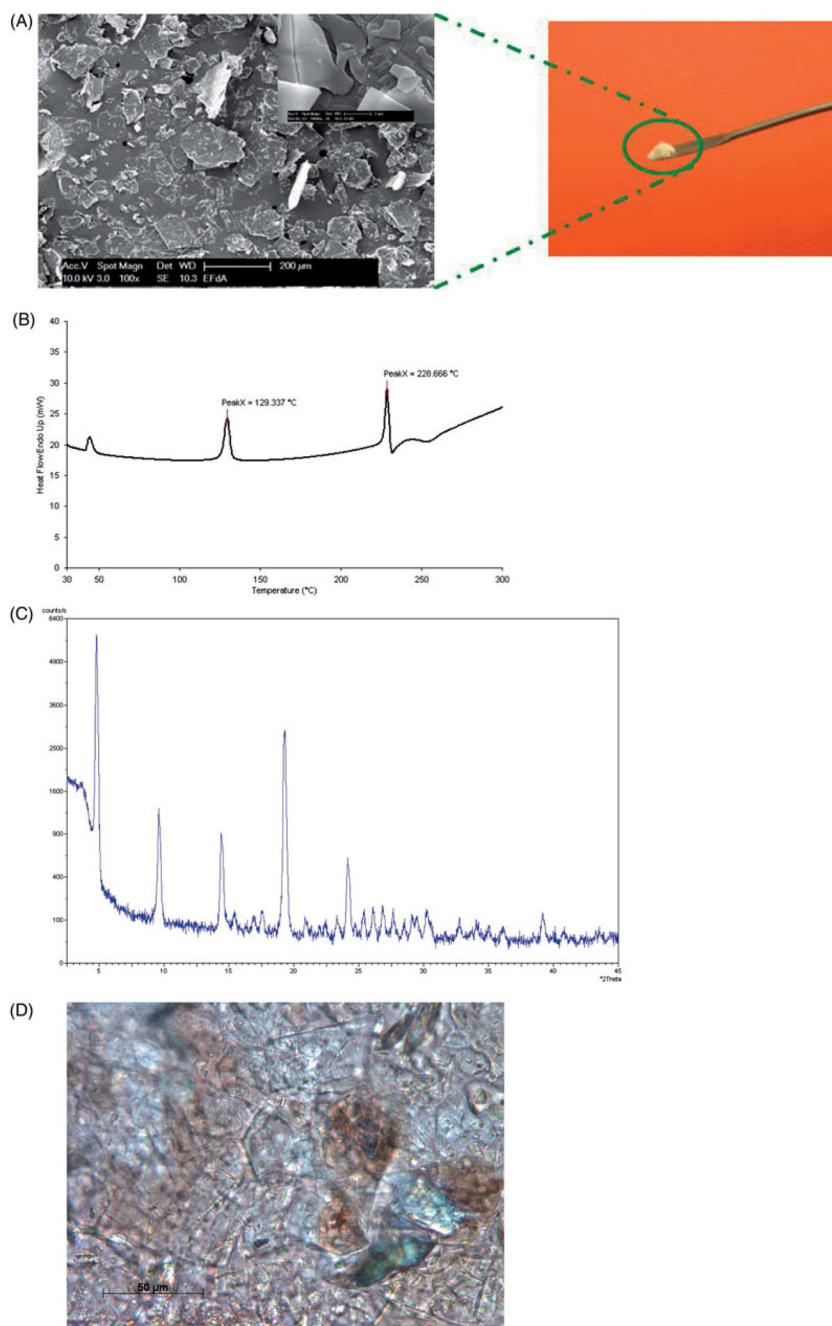 (A)
Acc.V Spot Magn Det WD 200 µm
10.0 kV 3.0 100x SE 10.3 EFdA
(B)
PeakX = 129.337 °C
PeakX = 228.666 °C
Heat Flow Endo Up (mW)
40
35
30
25
20
15
10
5
0
30 50 100 150 200 250 300
Temperature (°C)
(C)
counts/s
6400
4900
3600
2500
1600
900
400
100
0
5 10 15 20 25 30 35 40 45
°2Theta
(D)
50 µm